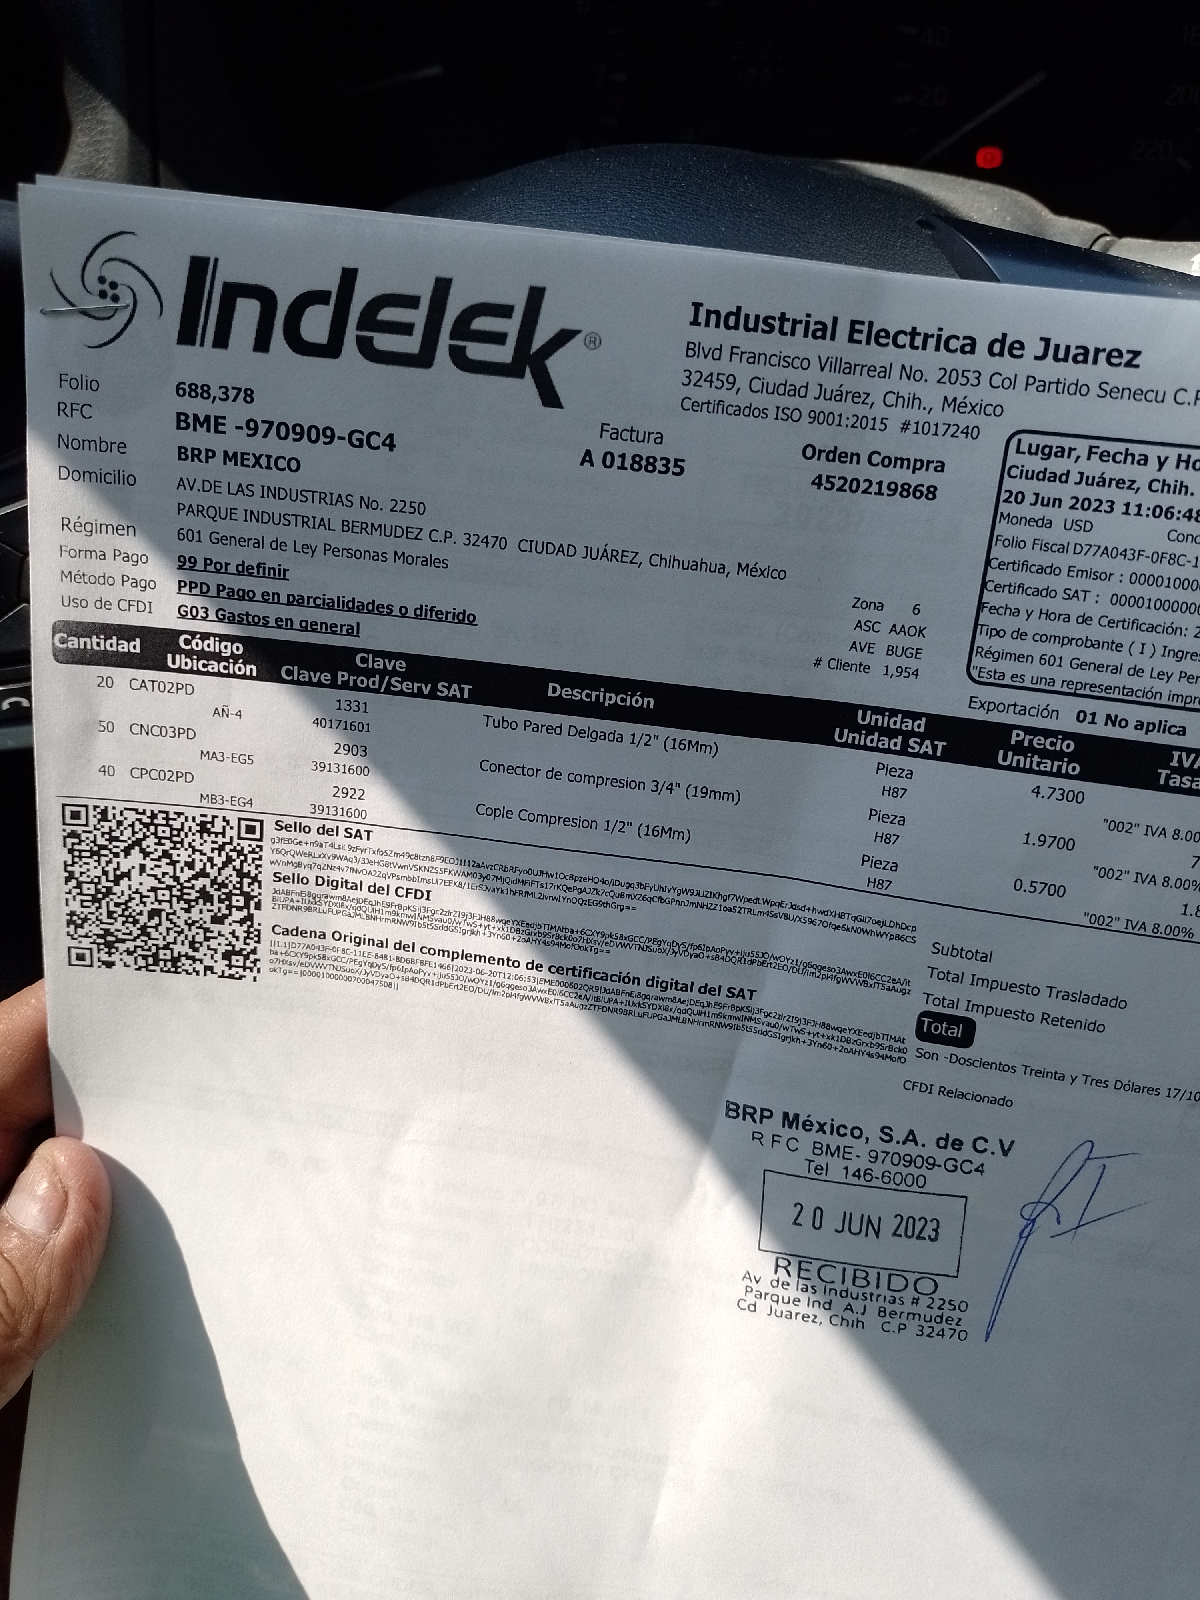 Indelek®
Industrial Electrica de Juarez
Blvd Francisco Villarreal No. 2053 Col Partido Senecu C.P
32459, Ciudad Juárez, Chih., México
Certificados ISO 9001:2015 #1017240
Folio 688,378
RFC BME -970909-GC4
Nombre BRP MEXICO
Domicilio AV.DE LAS INDUSTRIAS No. 2250
PARQUE INDUSTRIAL BERMUDEZ C.P. 32470 CIUDAD JUÁREZ, Chihuahua, México
Régimen 601 General de Ley Personas Morales
Forma Pago 99 Por definir
Método Pago PPD Pago en parcialidades o diferido
Uso de CFDI G03 Gastos en general
Factura
A 018835
Orden Compra
4520219868
Lugar, Fecha y Ho
Ciudad Juárez, Chih.
20 Jun 2023 11:06:48
Moneda USD Cond
Folio Fiscal D77A043F-0F8C-1
Certificado Emisor : 0000100
Certificado SAT : 00001000000
Fecha y Hora de Certificación: 2
Tipo de comprobante ( I ) Ingre
Régimen 601 General de Ley Per
"Esta es una representación impre
Zona 6
ASC AAOK
AVE BUGE
# Cliente 1,954
Exportación 01 No aplica
Cantidad Código Ubicación Clave Clave Prod/Serv SAT Descripción Unidad Unidad SAT Precio Unitario IVA Tasa
20 CAT02PD 1331 Tubo Pared Delgada 1/2" (16Mm) Pieza 4.7300 "002" IVA 8.00
AÑ-4 40171601 H87
50 CNC03PD 2903 Conector de compresion 3/4" (19mm) Pieza 1.9700 "002" IVA 8.00%
MA3-EG5 39131600 H87
40 CPC02PD 2922 Cople Compresion 1/2" (16Mm) Pieza 0.5700 "002" IVA 8.00%
MB3-EG4 39131600 H87
Sello del SAT
Sello Digital del CFDI
Cadena Original del complemento de certificación digital del SAT
Subtotal
Total Impuesto Trasladado
Total Impuesto Retenido
Total
Son -Doscientos Treinta y Tres Dólares 17/10
CFDI Relacionado
BRP México, S.A. de C.V
RFC BME- 970909-GC4
Tel 146-6000
20 JUN 2023
RECIBIDO
Av de las Industrias # 2250
Parque Ind A.J Bermudez
Cd Juarez, Chih C.P 32470